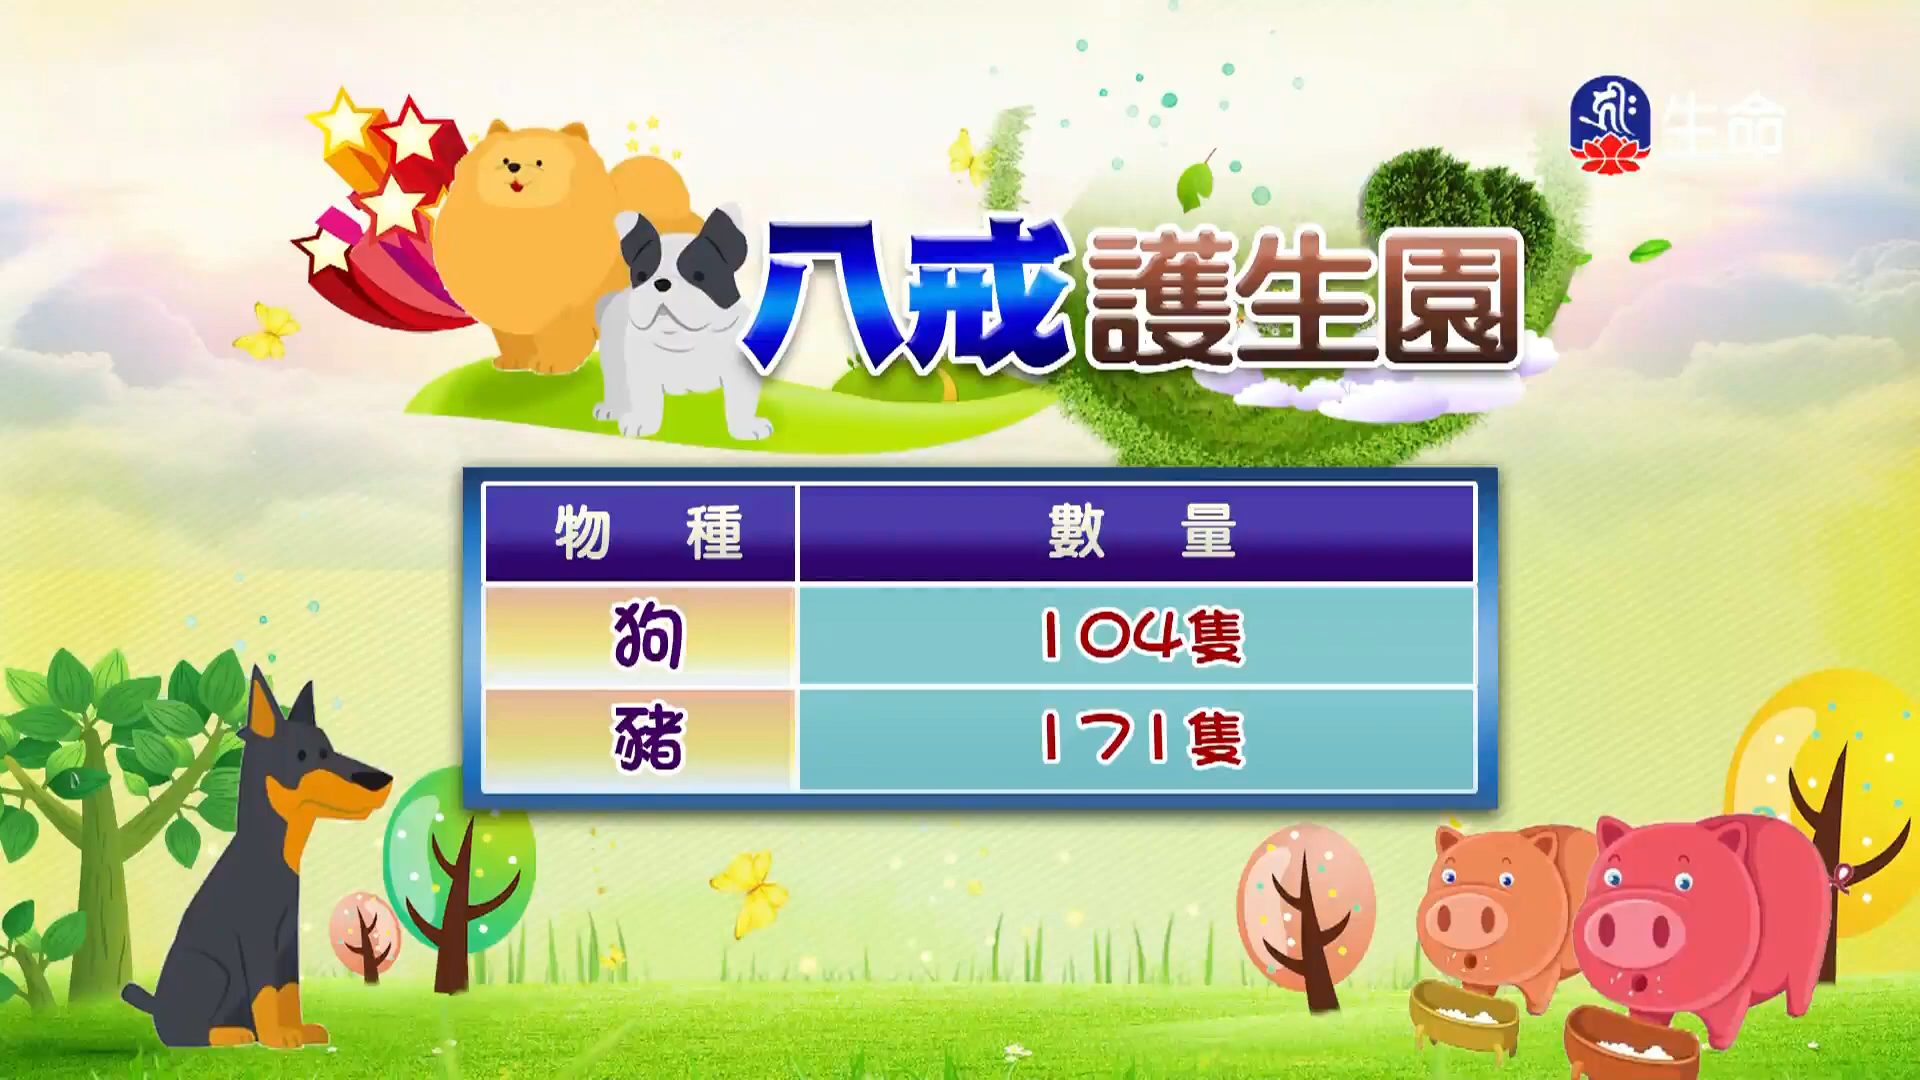 生命
八戒護生園
物種 數量
狗 104隻
豬 171隻